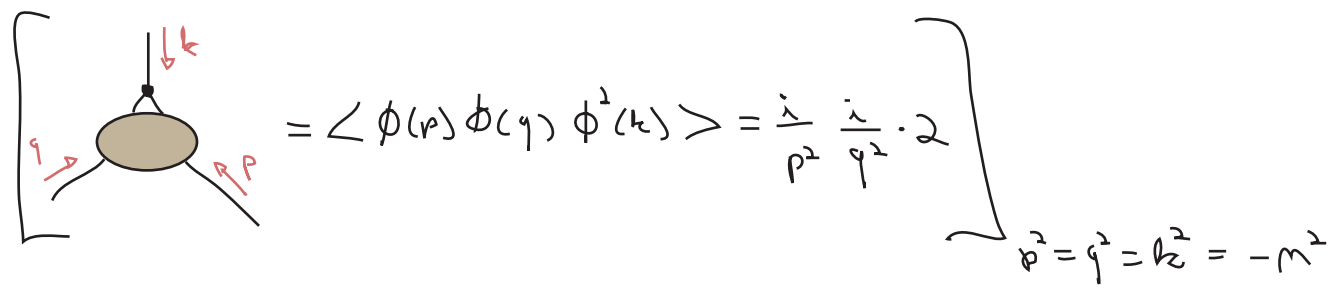 k
q
p
= < ϕ(p) ϕ(q) ϕ²(k) > = i/p² i/q² · 2
p² = q² = k² = -m²